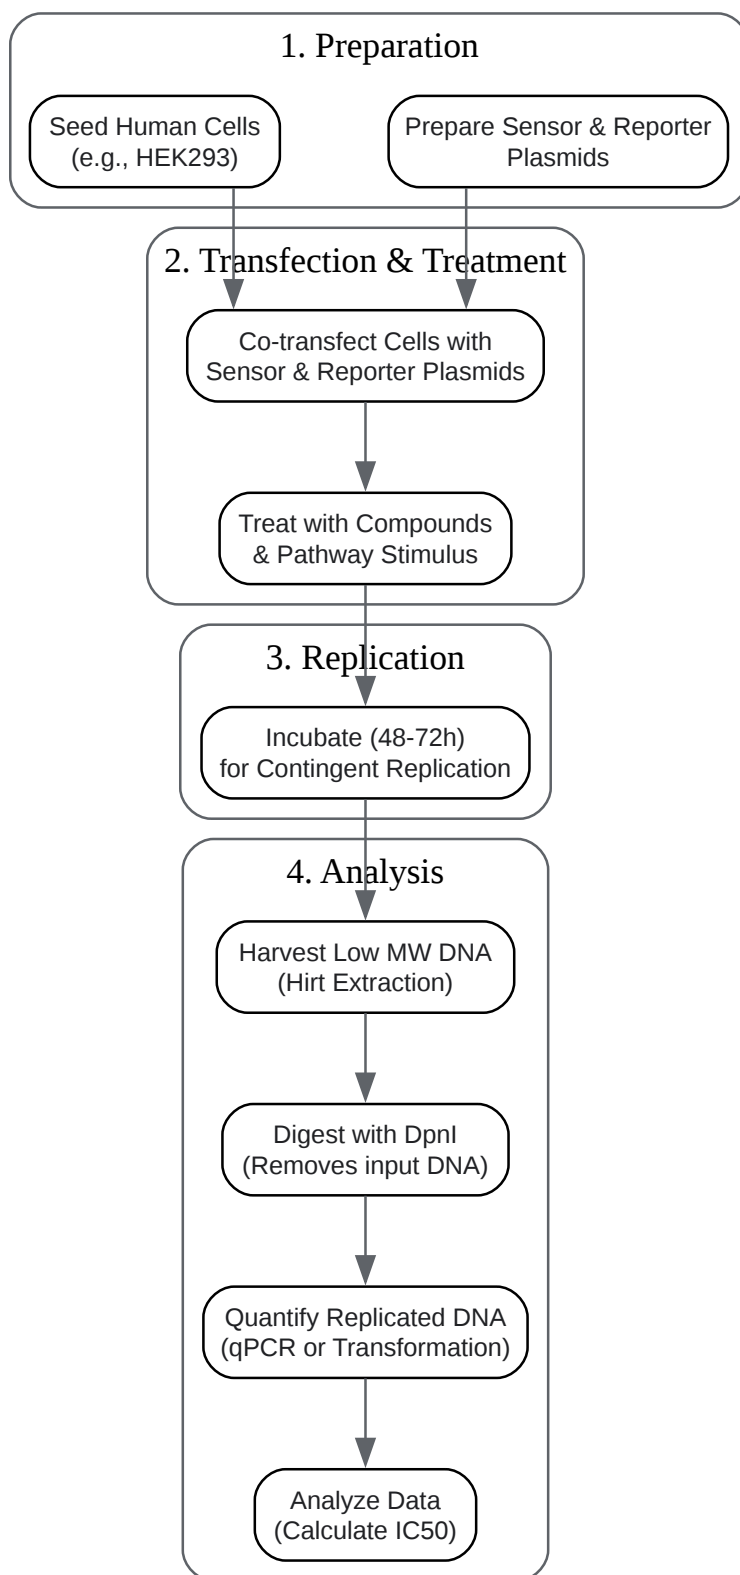 1. Preparation
Seed Human Cells
(e.g., HEK293)
Prepare Sensor & Reporter
Plasmids
2. Transfection & Treatment
Co-transfect Cells with
Sensor & Reporter Plasmids
Treat with Compounds
& Pathway Stimulus
3. Replication
Incubate (48-72h)
for Contingent Replication
4. Analysis
Harvest Low MW DNA
(Hirt Extraction)
Digest with DpnI
(Removes input DNA)
Quantify Replicated DNA
(qPCR or Transformation)
Analyze Data
(Calculate IC50)